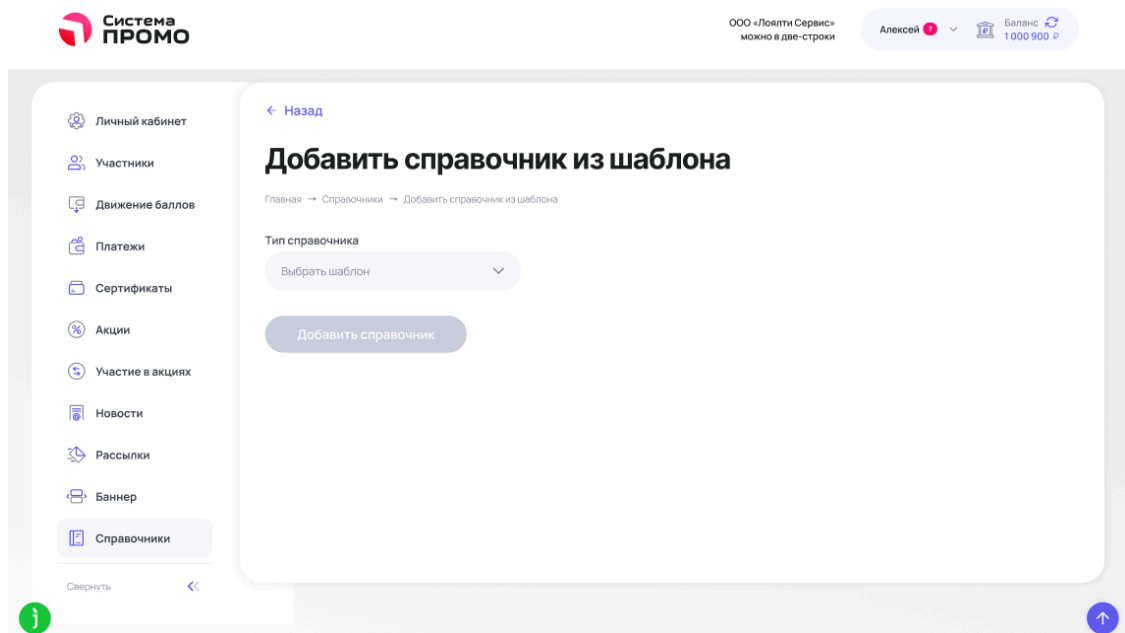 Система
ПРОМО
ООО «Лоялти Сервис»
можно в две-строки
Алексей 7
Баланс
1 000 900 ₽
Личный кабинет
Участники
Движение баллов
Платежи
Сертификаты
Акции
Участие в акциях
Новости
Рассылки
Баннер
Справочники
Свернуть
← Назад
Добавить справочник из шаблона
Главная → Справочники → Добавить справочник из шаблона
Тип справочника
Выбрать шаблон
Добавить справочник